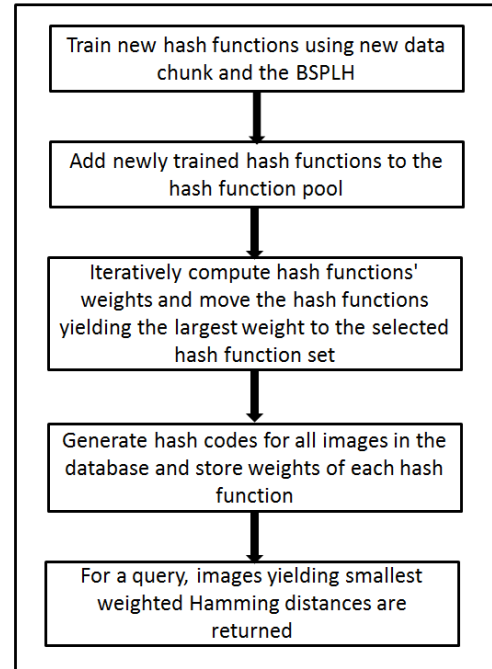 Train new hash functions using new data
chunk and the BSPLH
Add newly trained hash functions to the
hash function pool
Iteratively compute hash functions'
weights and move the hash functions
yielding the largest weight to the selected
hash function set
Generate hash codes for all images in the
database and store weights of each hash
function
For a query, images yielding smallest
weighted Hamming distances are
returned